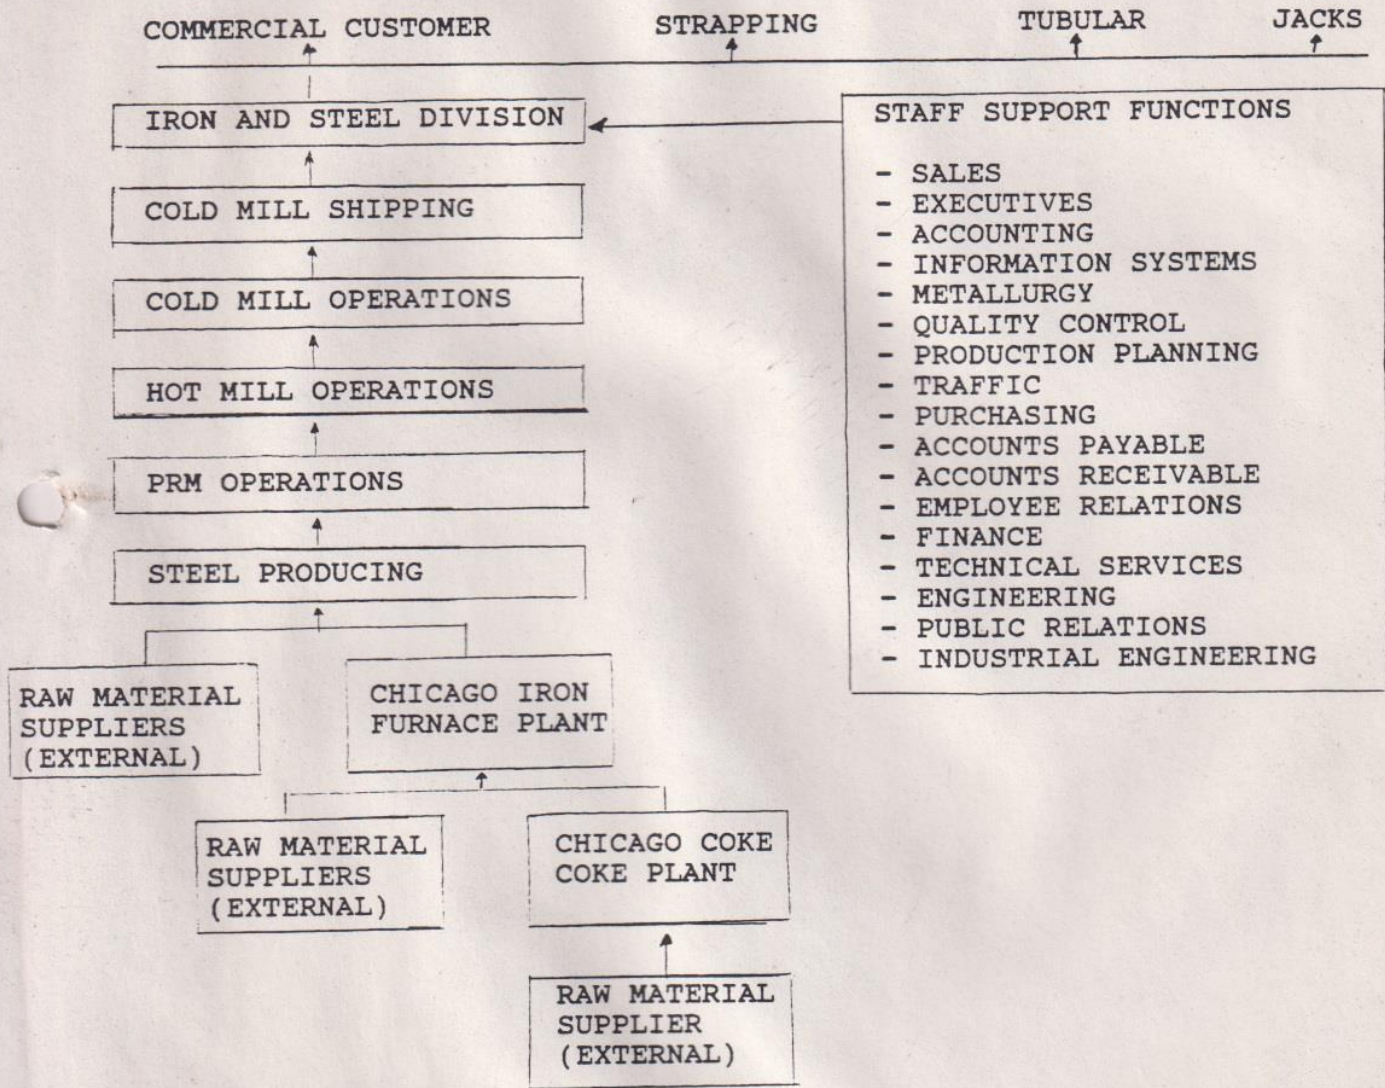 COMMERCIAL CUSTOMER STRAPPING TUBULAR JACKS
IRON AND STEEL DIVISION
COLD MILL SHIPPING
COLD MILL OPERATIONS
HOT MILL OPERATIONS
PRM OPERATIONS
STEEL PRODUCING
RAW MATERIAL
SUPPLIERS
(EXTERNAL)
CHICAGO IRON
FURNACE PLANT
RAW MATERIAL
SUPPLIERS
(EXTERNAL)
CHICAGO COKE
COKE PLANT
RAW MATERIAL
SUPPLIER
(EXTERNAL)
STAFF SUPPORT FUNCTIONS
- SALES
- EXECUTIVES
- ACCOUNTING
- INFORMATION SYSTEMS
- METALLURGY
- QUALITY CONTROL
- PRODUCTION PLANNING
- TRAFFIC
- PURCHASING
- ACCOUNTS PAYABLE
- ACCOUNTS RECEIVABLE
- EMPLOYEE RELATIONS
- FINANCE
- TECHNICAL SERVICES
- ENGINEERING
- PUBLIC RELATIONS
- INDUSTRIAL ENGINEERING